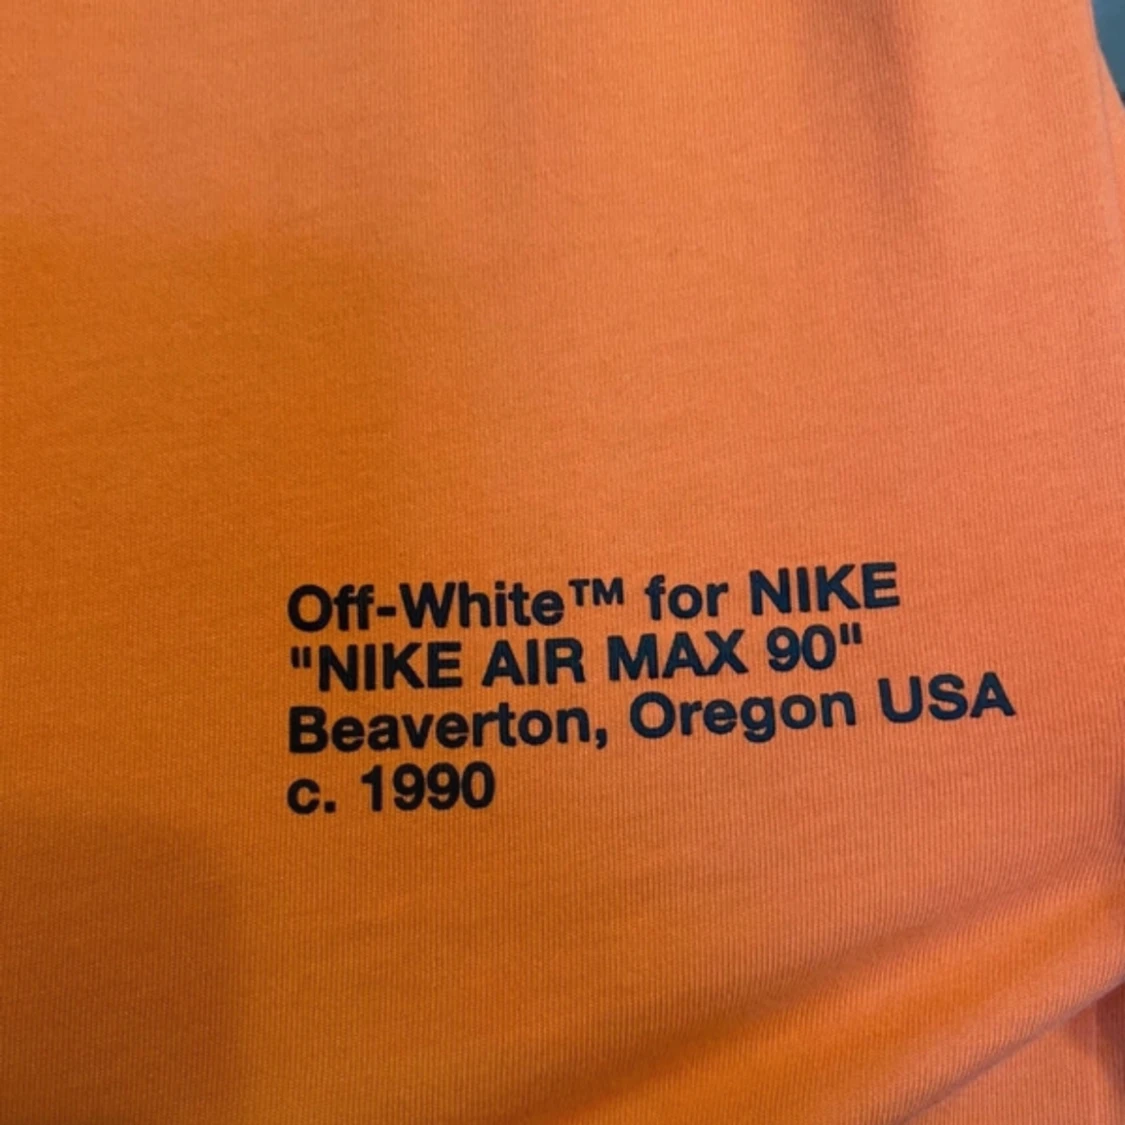 Off-White™ for NIKE
"NIKE AIR MAX 90"
Beaverton, Oregon USA
c. 1990